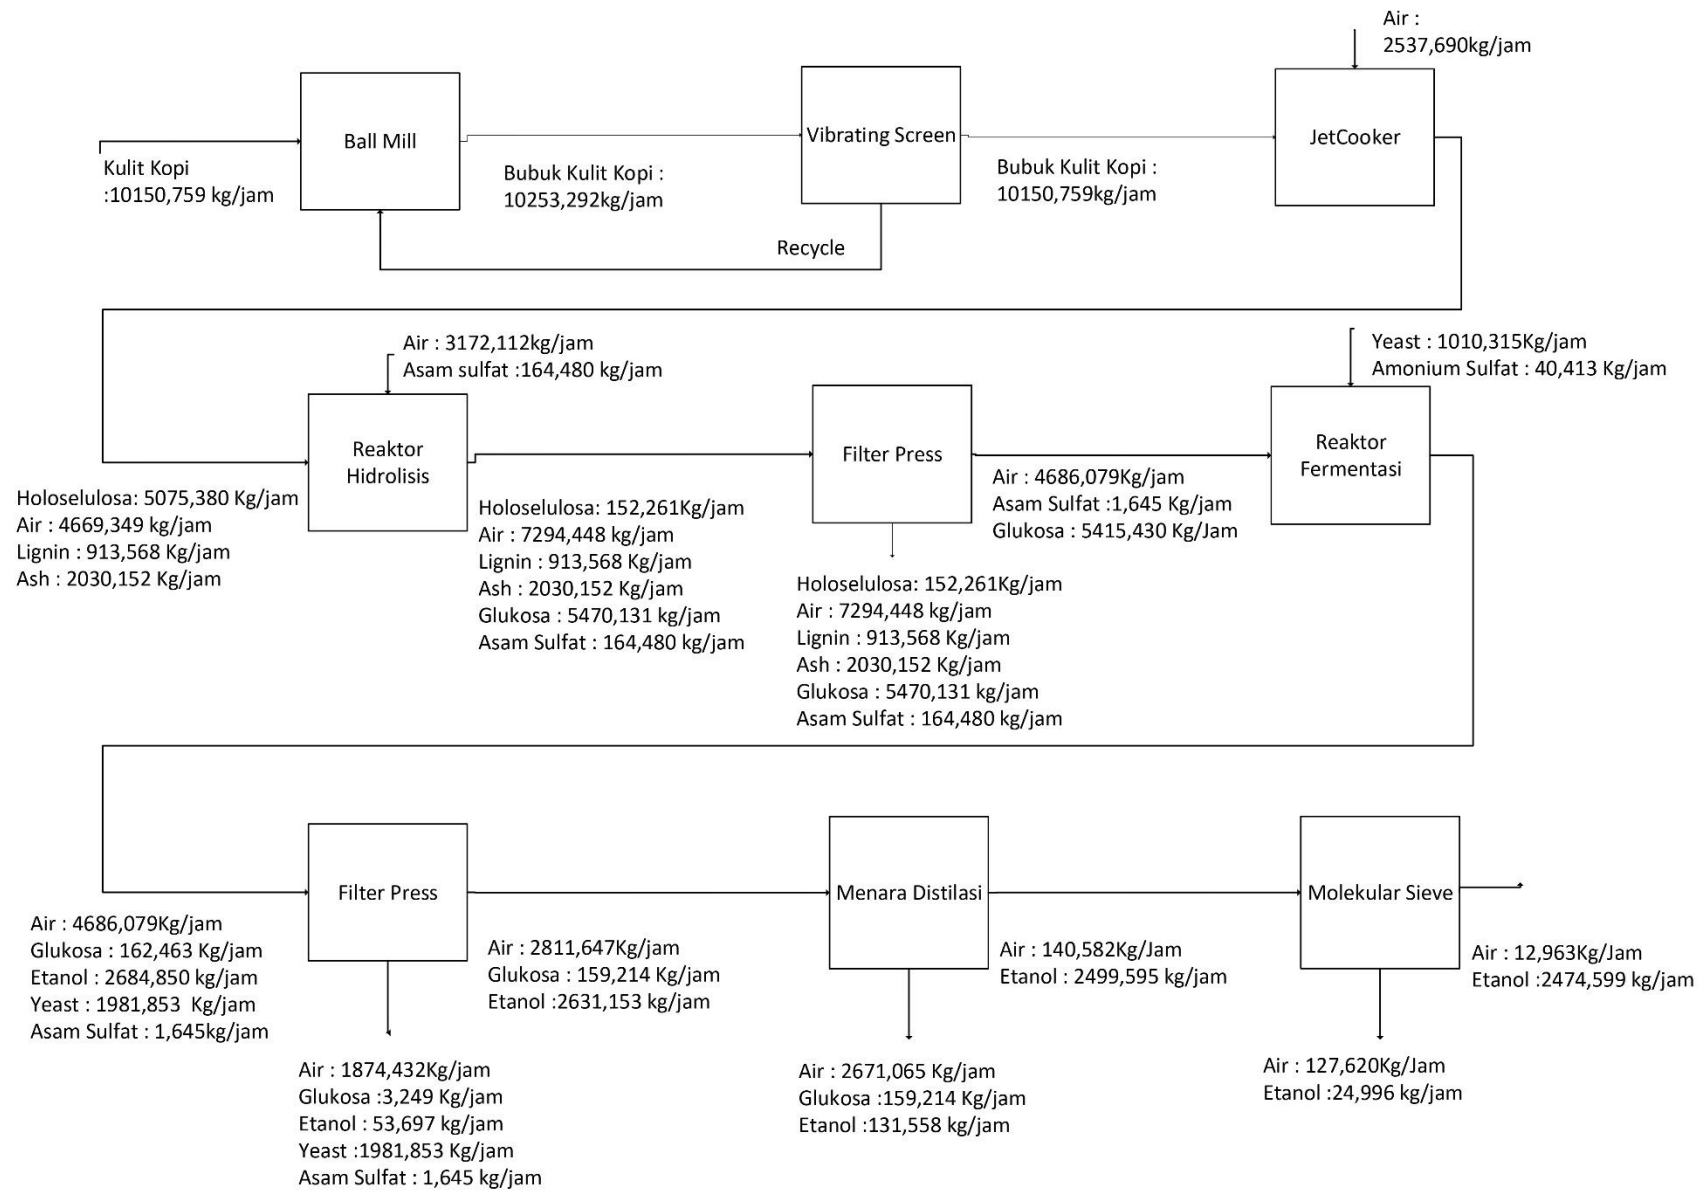 Air :
2537,690kg/jam
Ball Mill
Vibrating Screen
JetCooker
Kulit Kopi
:10150,759 kg/jam
Bubuk Kulit Kopi :
10253,292kg/jam
Bubuk Kulit Kopi :
10150,759kg/jam
Recycle
Air : 3172,112kg/jam
Asam sulfat :164,480 kg/jam
Yeast : 1010,315Kg/jam
Amonium Sulfat : 40,413 Kg/jam
Reaktor
Hidrolisis
Filter Press
Reaktor
Fermentasi
Holoselulosa: 5075,380 Kg/jam
Air : 4669,349 kg/jam
Lignin : 913,568 Kg/jam
Ash : 2030,152 Kg/jam
Holoselulosa: 152,261Kg/jam
Air : 7294,448 kg/jam
Lignin : 913,568 Kg/jam
Ash : 2030,152 Kg/jam
Glukosa : 5470,131 kg/jam
Asam Sulfat : 164,480 kg/jam
Air : 4686,079Kg/jam
Asam Sulfat :1,645 Kg/jam
Glukosa : 5415,430 Kg/Jam
Holoselulosa: 152,261Kg/jam
Air : 7294,448 kg/jam
Lignin : 913,568 Kg/jam
Ash : 2030,152 Kg/jam
Glukosa : 5470,131 kg/jam
Asam Sulfat : 164,480 kg/jam
Filter Press
Menara Distilasi
Molekular Sieve
Air : 4686,079Kg/jam
Glukosa : 162,463 Kg/jam
Etanol : 2684,850 kg/jam
Yeast : 1981,853 Kg/jam
Asam Sulfat : 1,645kg/jam
Air : 2811,647Kg/jam
Glukosa : 159,214 Kg/jam
Etanol :2631,153 kg/jam
Air : 140,582Kg/Jam
Etanol : 2499,595 kg/jam
Air : 12,963Kg/Jam
Etanol :2474,599 kg/jam
Air : 1874,432Kg/jam
Glukosa :3,249 Kg/jam
Etanol : 53,697 kg/jam
Yeast :1981,853 Kg/jam
Asam Sulfat : 1,645 kg/jam
Air : 2671,065 Kg/jam
Glukosa :159,214 Kg/jam
Etanol :131,558 kg/jam
Air : 127,620Kg/Jam
Etanol :24,996 kg/jam